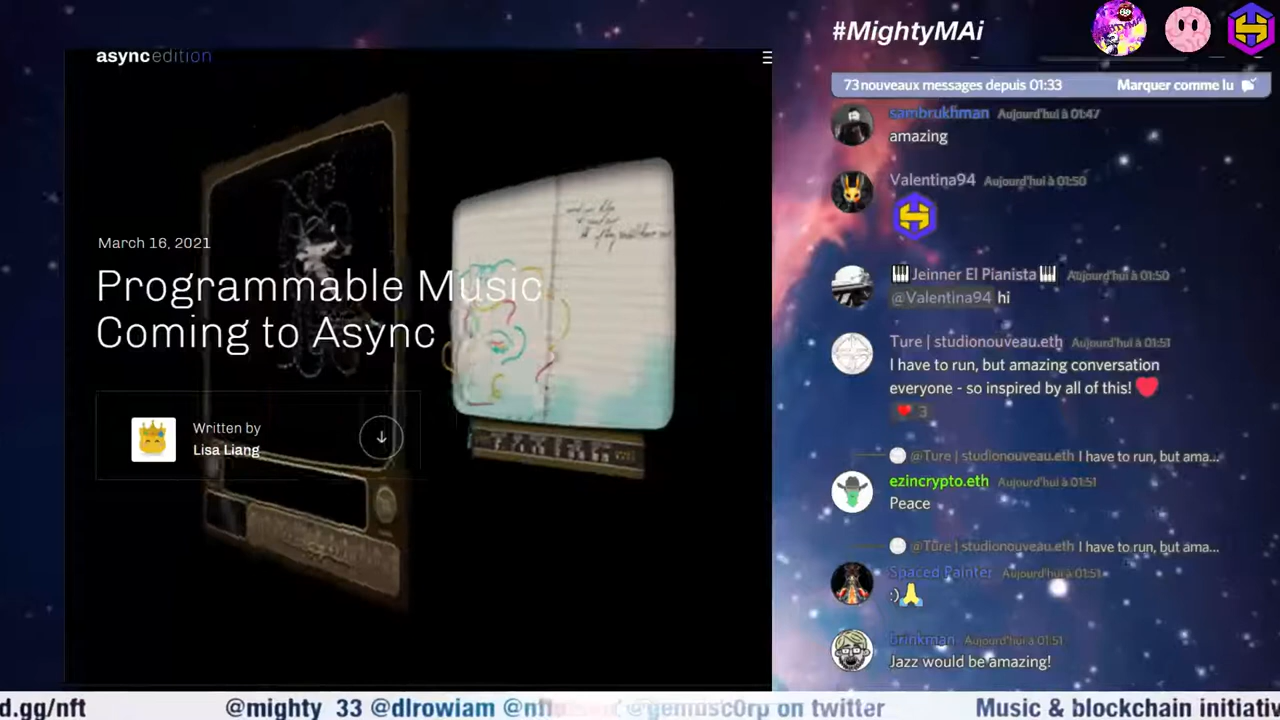 asyncedition
March 16, 2021
Programmable Music
Coming to Async
Written by
Lisa Liang
#MightyMAi
73 nouveaux messages depuis 01:33 Marquer comme lu
sambrukhman Aujourd'hui à 01:47
amazing
Valentina94 Aujourd'hui à 01:50
Jeinner El Pianista Aujourd'hui à 01:50
@Valentina94 hi
Ture | studionouveau.eth Aujourd'hui à 01:51
I have to run, but amazing conversation
everyone - so inspired by all of this!
3
@Ture | studionouveau.eth I have to run, but ama...
ezincrypto.eth Aujourd'hui à 01:51
Peace
@Ture | studionouveau.eth I have to run, but ama...
Spaced Painter Aujourd'hui à 01:51
:)
brinkman Aujourd'hui à 01:51
Jazz would be amazing!
d.gg/nft @mighty_33 @dlrowiam on twitter Music & blockchain initiativ